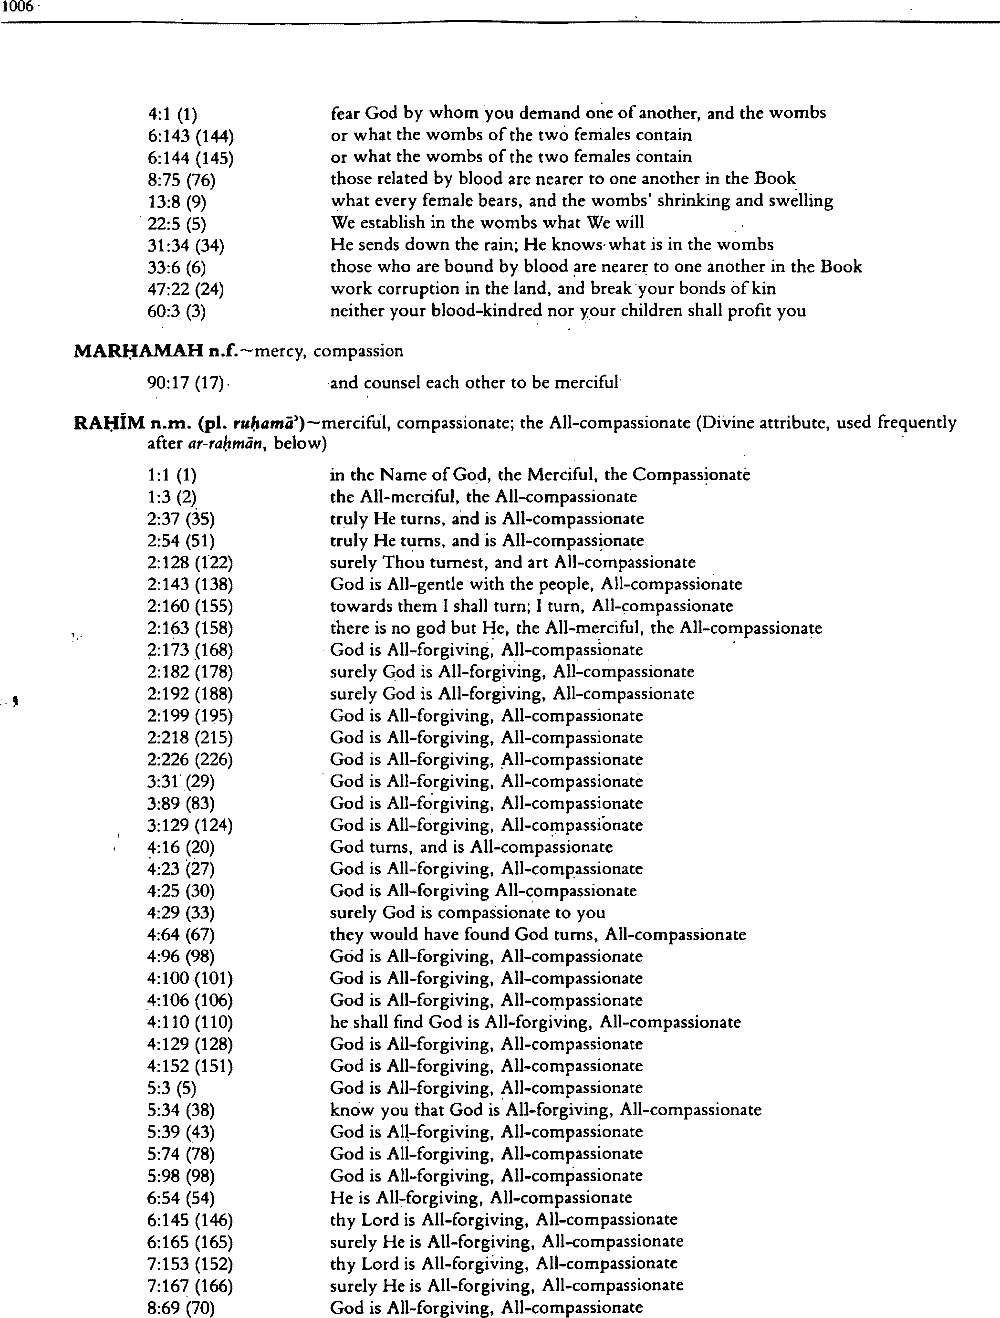 1006
4:1 (1) fear God by whom you demand one of another, and the wombs
6:143 (144) or what the wombs of the two females contain
6:144 (145) or what the wombs of the two females contain
8:75 (76) those related by blood are nearer to one another in the Book
13:8 (9) what every female bears, and the wombs' shrinking and swelling
22:5 (5) We establish in the wombs what We will
31:34 (34) He sends down the rain; He knows what is in the wombs
33:6 (6) those who are bound by blood are nearer to one another in the Book
47:22 (24) work corruption in the land, and break your bonds of kin
60:3 (3) neither your blood-kindred nor your children shall profit you
MARḤAMAH n.f.~mercy, compassion
90:17 (17) and counsel each other to be merciful
RAḤĪM n.m. (pl. ruḥamāʾ)~merciful, compassionate; the All-compassionate (Divine attribute, used frequently
after ar-raḥmān, below)
1:1 (1) in the Name of God, the Merciful, the Compassionate
1:3 (2) the All-merciful, the All-compassionate
2:37 (35) truly He turns, and is All-compassionate
2:54 (51) truly He turns, and is All-compassionate
2:128 (122) surely Thou turnest, and art All-compassionate
2:143 (138) God is All-gentle with the people, All-compassionate
2:160 (155) towards them I shall turn; I turn, All-compassionate
2:163 (158) there is no god but He, the All-merciful, the All-compassionate
2:173 (168) God is All-forgiving, All-compassionate
2:182 (178) surely God is All-forgiving, All-compassionate
2:192 (188) surely God is All-forgiving, All-compassionate
2:199 (195) God is All-forgiving, All-compassionate
2:218 (215) God is All-forgiving, All-compassionate
2:226 (226) God is All-forgiving, All-compassionate
3:31 (29) God is All-forgiving, All-compassionate
3:89 (83) God is All-forgiving, All-compassionate
3:129 (124) God is All-forgiving, All-compassionate
4:16 (20) God turns, and is All-compassionate
4:23 (27) God is All-forgiving, All-compassionate
4:25 (30) God is All-forgiving All-compassionate
4:29 (33) surely God is compassionate to you
4:64 (67) they would have found God turns, All-compassionate
4:96 (98) God is All-forgiving, All-compassionate
4:100 (101) God is All-forgiving, All-compassionate
4:106 (106) God is All-forgiving, All-compassionate
4:110 (110) he shall find God is All-forgiving, All-compassionate
4:129 (128) God is All-forgiving, All-compassionate
4:152 (151) God is All-forgiving, All-compassionate
5:3 (5) God is All-forgiving, All-compassionate
5:34 (38) know you that God is All-forgiving, All-compassionate
5:39 (43) God is All-forgiving, All-compassionate
5:74 (78) God is All-forgiving, All-compassionate
5:98 (98) God is All-forgiving, All-compassionate
6:54 (54) He is All-forgiving, All-compassionate
6:145 (146) thy Lord is All-forgiving, All-compassionate
6:165 (165) surely He is All-forgiving, All-compassionate
7:153 (152) thy Lord is All-forgiving, All-compassionate
7:167 (166) surely He is All-forgiving, All-compassionate
8:69 (70) God is All-forgiving, All-compassionate